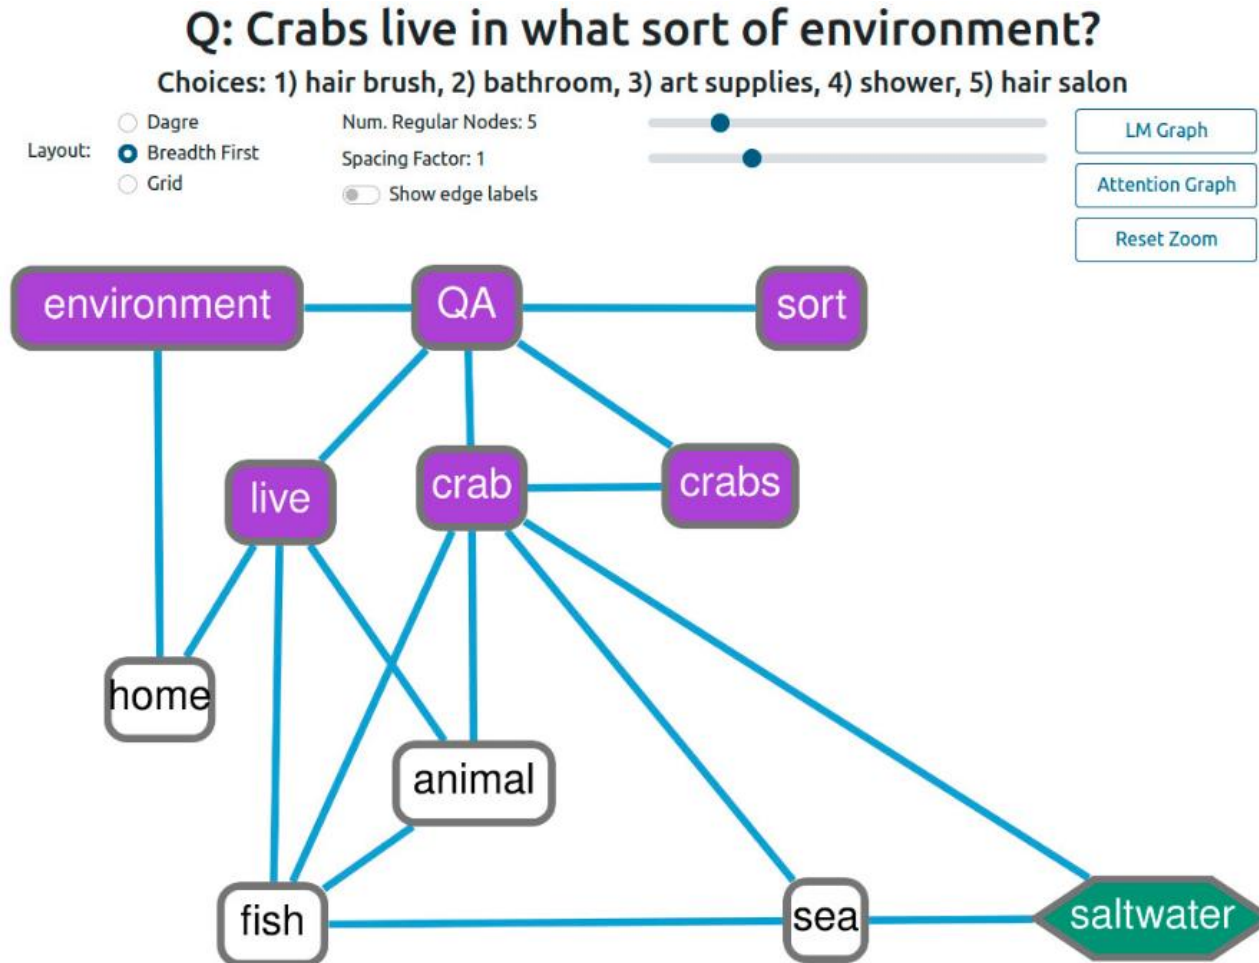 Q: Crabs live in what sort of environment?
Choices: 1) hair brush, 2) bathroom, 3) art supplies, 4) shower, 5) hair salon
Layout:
Dagre
Breadth First
Grid
Num. Regular Nodes: 5
Spacing Factor: 1
Show edge labels
LM Graph
Attention Graph
Reset Zoom
environment
QA
sort
live
crab
crabs
home
animal
fish
sea
saltwater